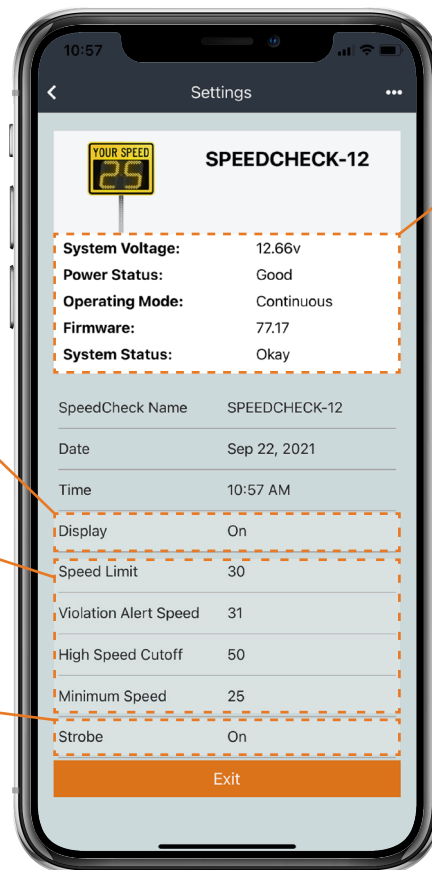 10:57
Settings
YOUR SPEED
25
SPEEDCHECK-12
System Voltage: 12.66v
Power Status: Good
Operating Mode: Continuous
Firmware: 77.17
System Status: Okay
SpeedCheck Name SPEEDCHECK-12
Date Sep 22, 2021
Time 10:57 AM
Display On
Speed Limit 30
Violation Alert Speed 31
High Speed Cutoff 50
Minimum Speed 25
Strobe On
Exit